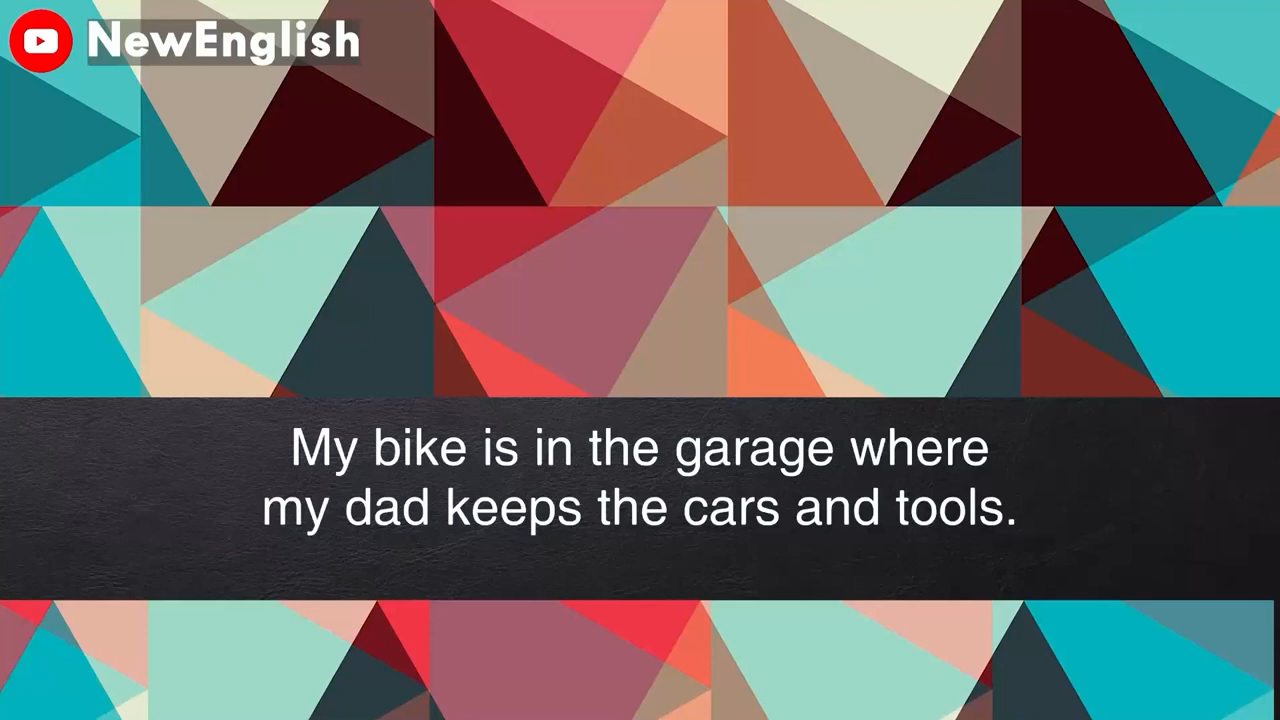 NewEnglish
My bike is in the garage where
my dad keeps the cars and tools.